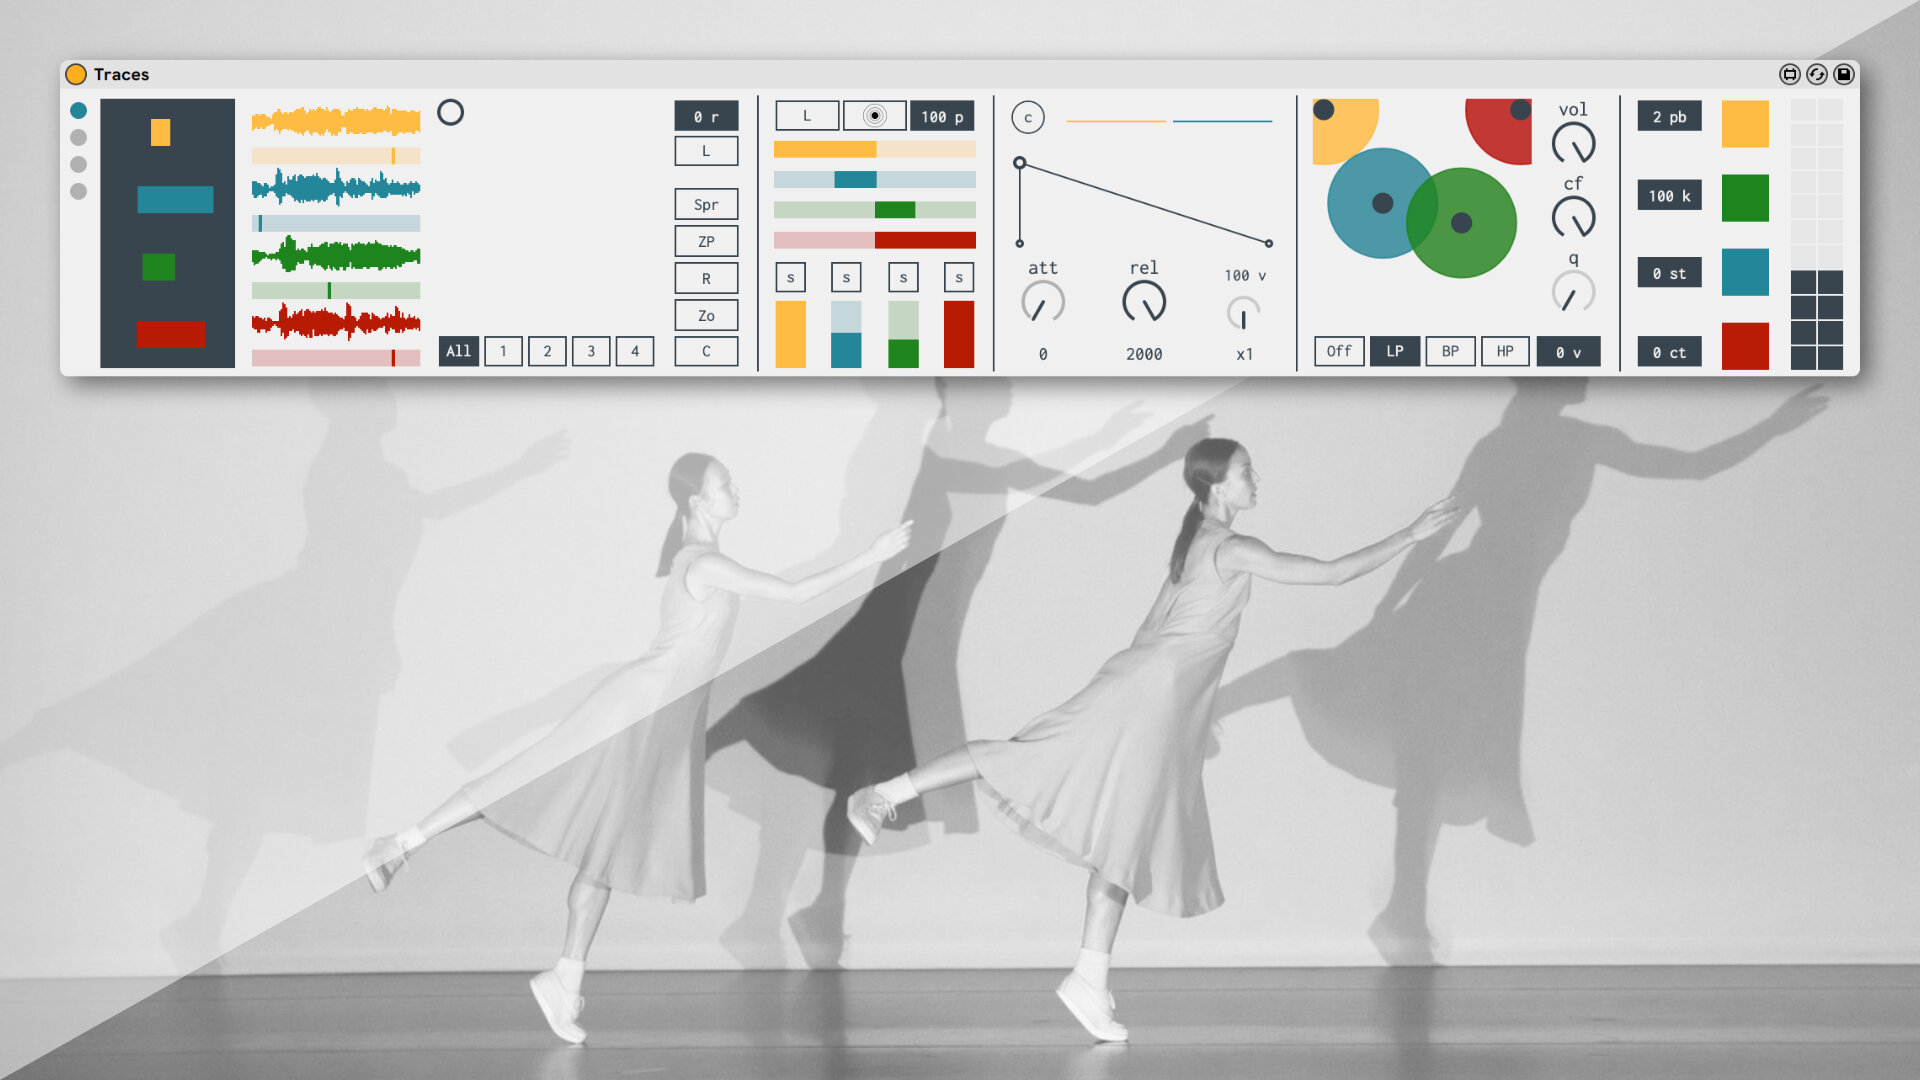 Traces
0 r
L
Spr
ZP
R
Zo
C
All 1 2 3 4
L 100 p
s s s s
c
att rel 100 v
0 2000 x1
vol
cf
q
Off LP BP HP 0 v
2 pb
100 k
0 st
0 ct